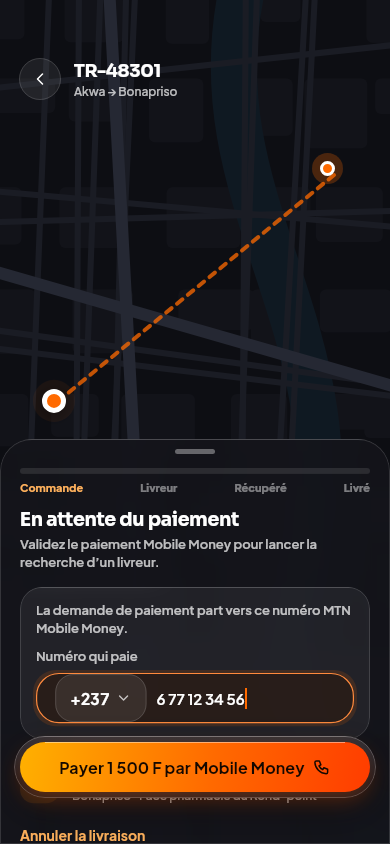 TR-48301
Akwa → Bonapriso
Commande Livreur Récupéré Livré
En attente du paiement
Validez le paiement Mobile Money pour lancer la
recherche d'un livreur.
La demande de paiement part vers ce numéro MTN
Mobile Money.
Numéro qui paie
+237 6 77 12 34 56
Payer 1 500 F par Mobile Money
Annuler la livraison